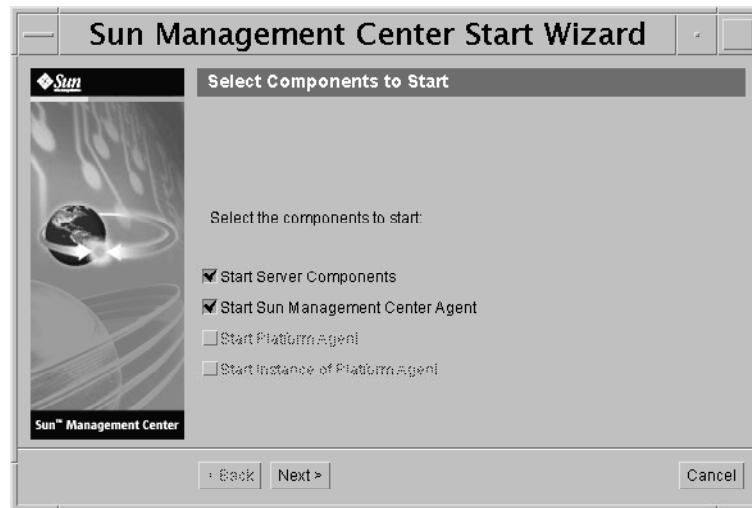 Sun Management Center Start Wizard
Sun
Select Components to Start
Select the components to start:
Start Server Components
Start Sun Management Center Agent
Start Platform Agent
Start Instance of Platform Agent
Sun™ Management Center
< Back
Next >
Cancel